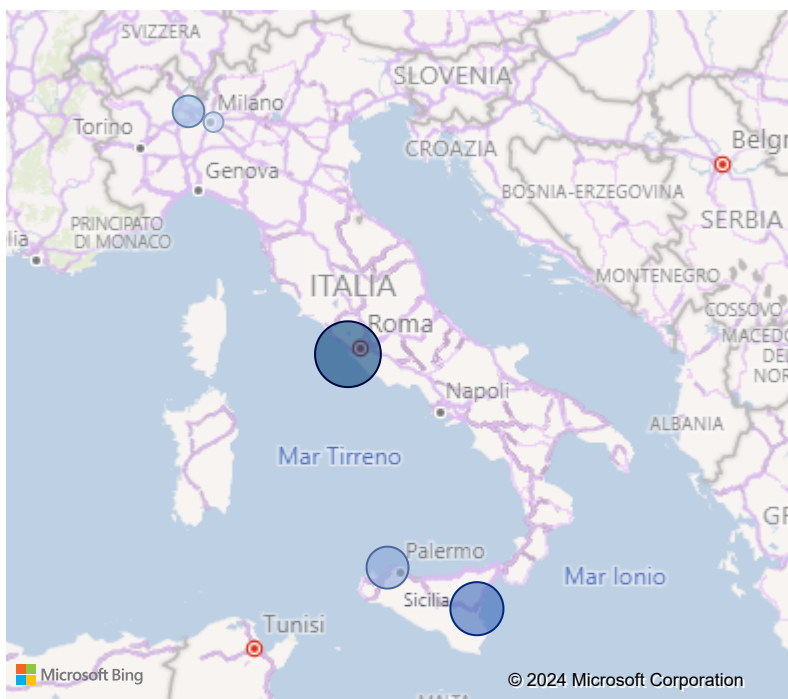 SVIZZERA
SLOVENIA
Milano
Torino
CROAZIA
Belgr
Genova
BOSNIA-ERZEGOVINA
PRINCIPATO
DI MONACO
lia
SERBIA
ITALIA
MONTENEGRO
COSSOVO
Roma
MACEDO
DEL
NOR
Napoli
ALBANIA
Mar Tirreno
GR
Palermo
Mar Ionio
Sicilia
Tunisi
Microsoft Bing
© 2024 Microsoft Corporation
MALTA